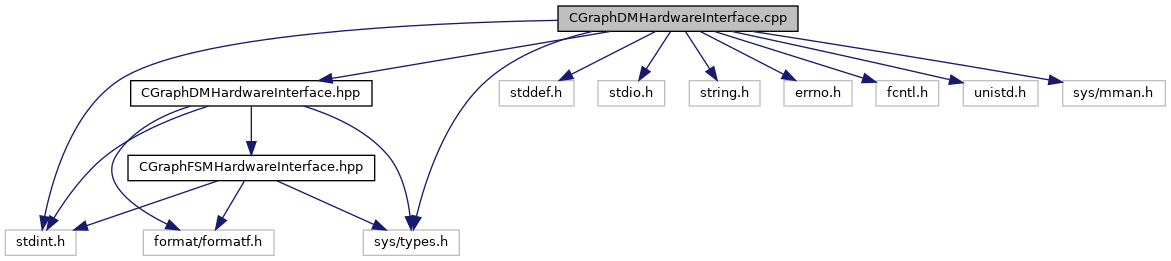 CGraphDMHardwareInterface.cpp
CGraphDMHardwareInterface.hpp
stddef.h
stdio.h
string.h
errno.h
fcntl.h
unistd.h
sys/mman.h
CGraphFSMHardwareInterface.hpp
stdint.h
format/formatf.h
sys/types.h